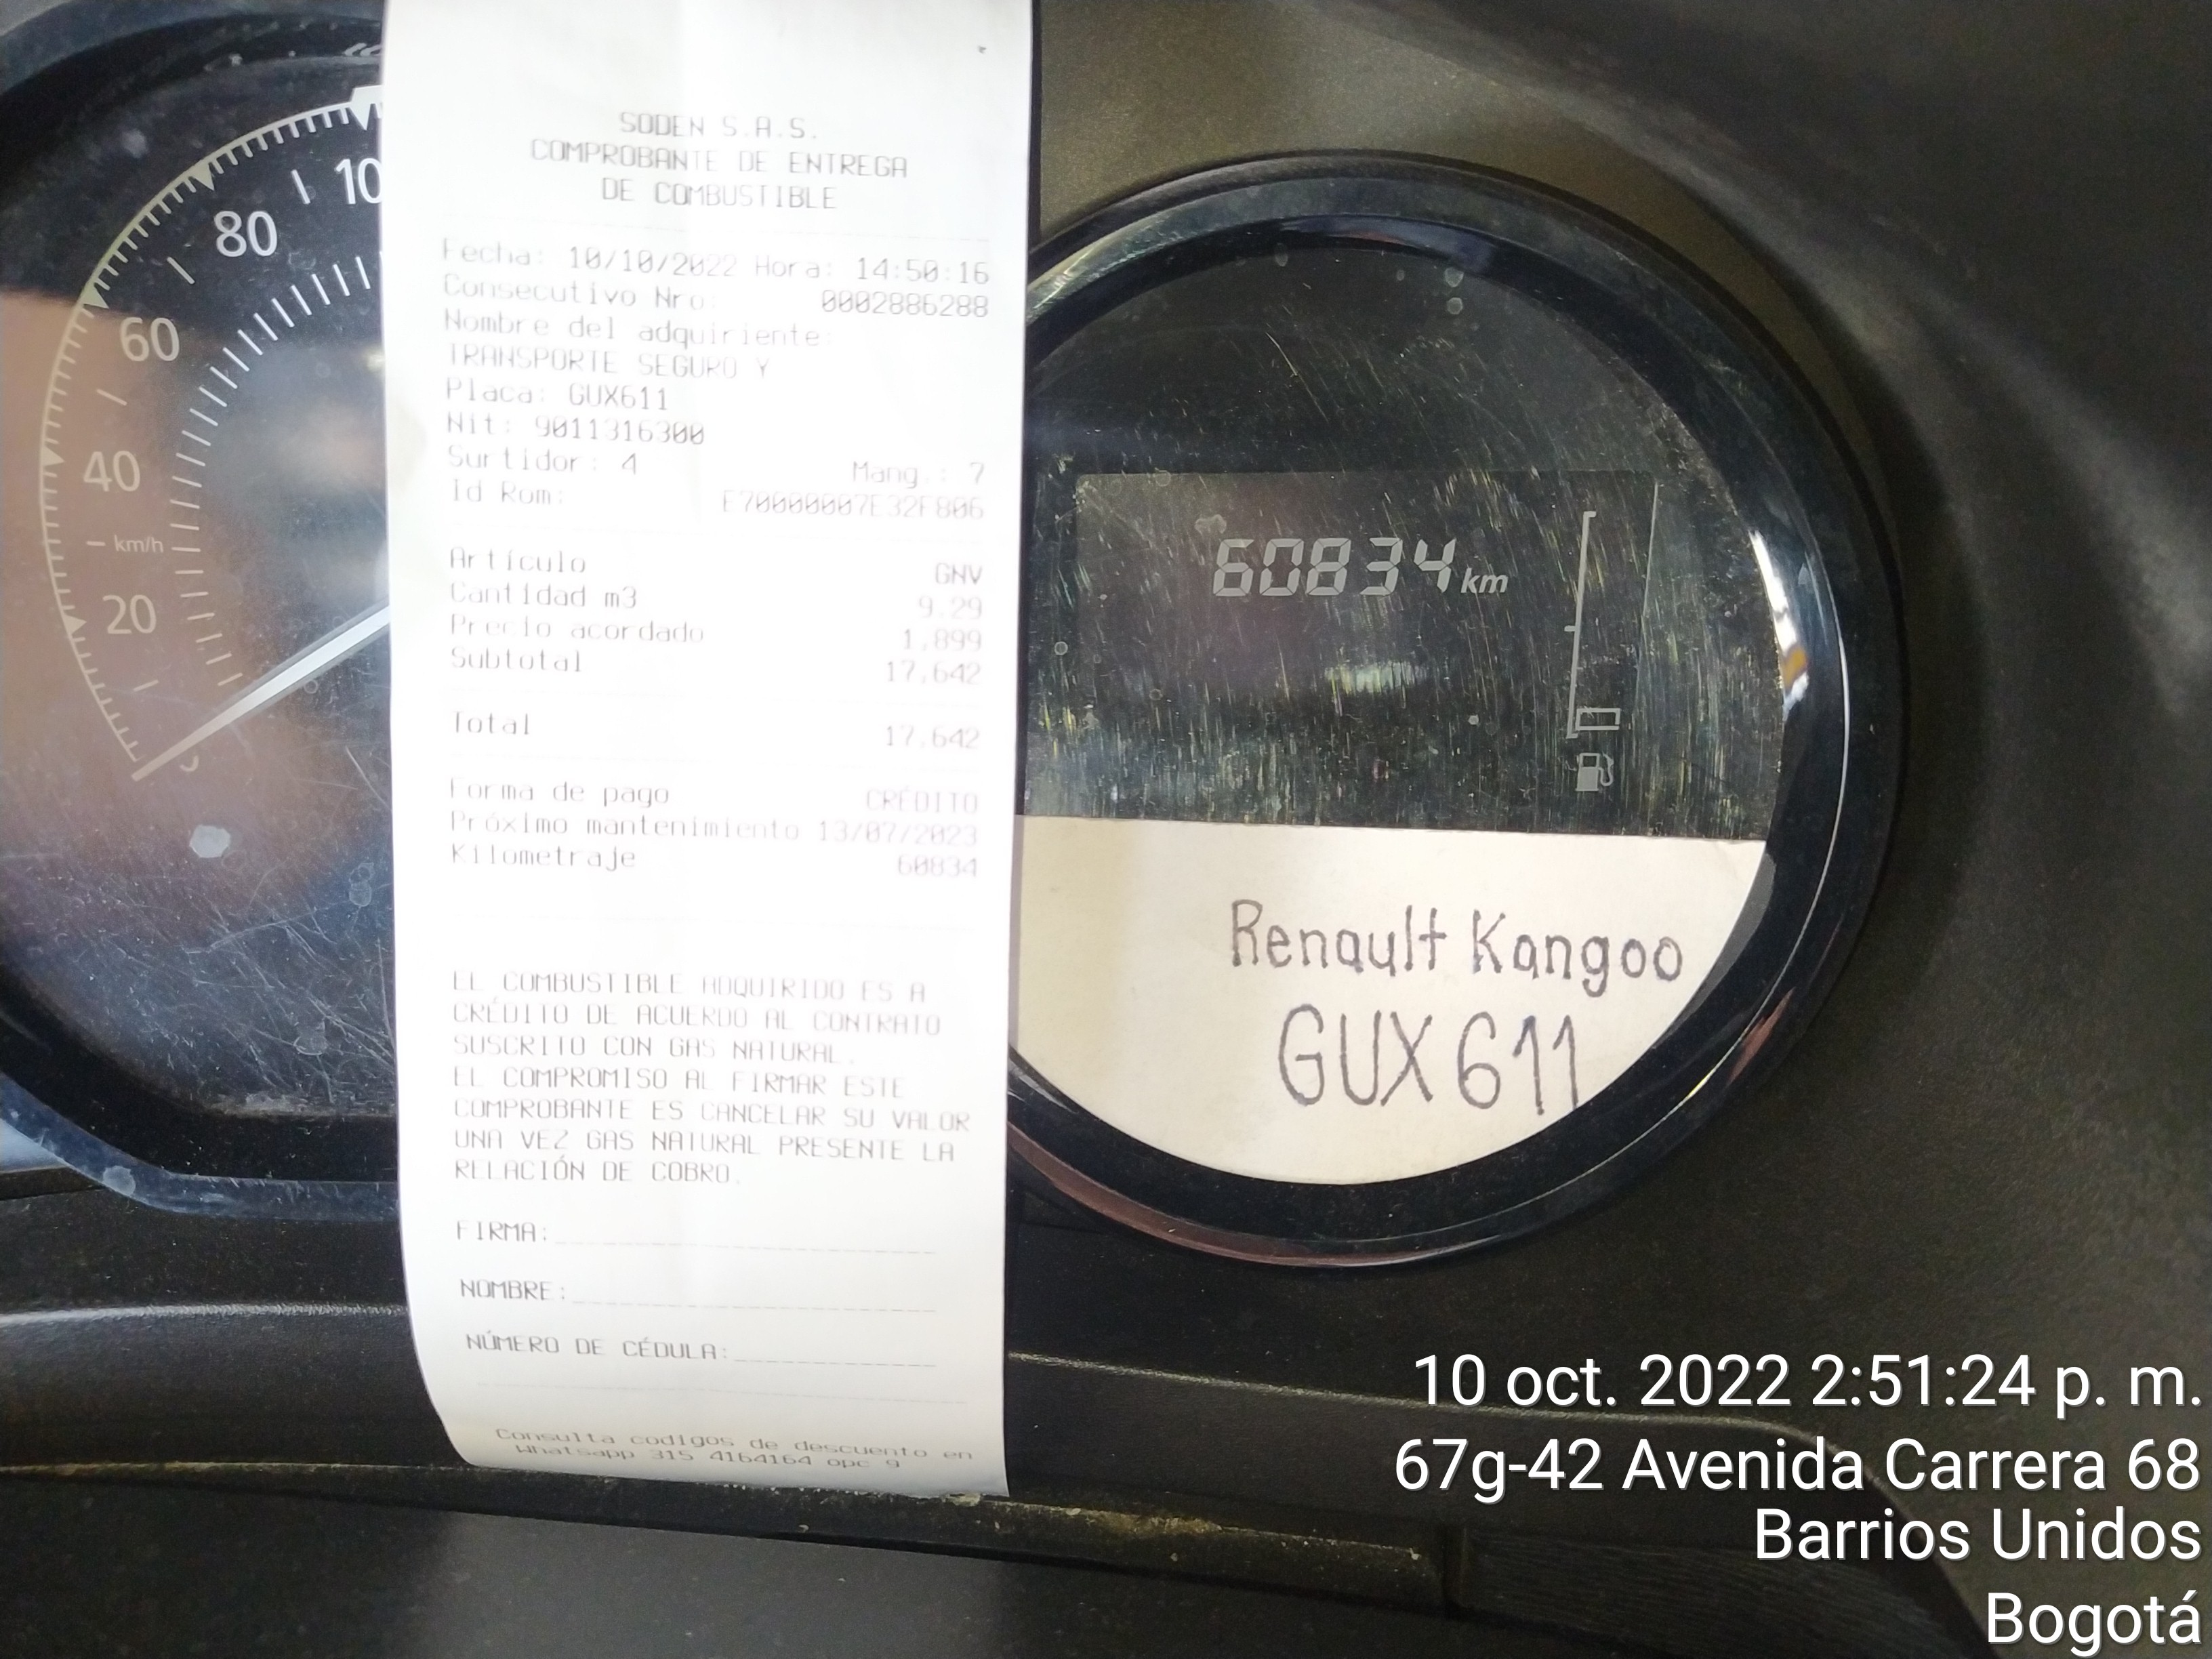 SODEN S.A.S.
COMPROBANTE DE ENTREGA
DE COMBUSTIBLE
Fecha: 10/10/2022 Hora: 14:50:16
Consecutivo Nro: 0002886288
Nombre del adquiriente:
TRANSPORTE SEGURO Y
Placa: GUX611
Nit: 9011316300
Surtidor: 4 Mang.: 7
Id Rom: E70000007E32F806
Artículo GNV
Cantidad m3 9.29
Precio acordado 1,899
Subtotal 17,642
Total 17,642
Forma de pago CRÉDITO
Próximo mantenimiento 13/07/2023
Kilometraje 60834
EL COMBUSTIBLE ADQUIRIDO ES A
CRÉDITO DE ACUERDO AL CONTRATO
SUSCRITO CON GAS NATURAL.
EL COMPROMISO AL FIRMAR ESTE
COMPROBANTE ES CANCELAR SU VALOR
UNA VEZ GAS NATURAL PRESENTE LA
RELACIÓN DE COBRO.
FIRMA:
NOMBRE:
NÚMERO DE CÉDULA:
Consulta codigos de descuento en
Whatsapp 315 4164164 opc 9
10
80
60
40
km/h
20
60834 km
Renault Kangoo
GUX611
10 oct. 2022 2:51:24 p. m.
67g-42 Avenida Carrera 68
Barrios Unidos
Bogotá